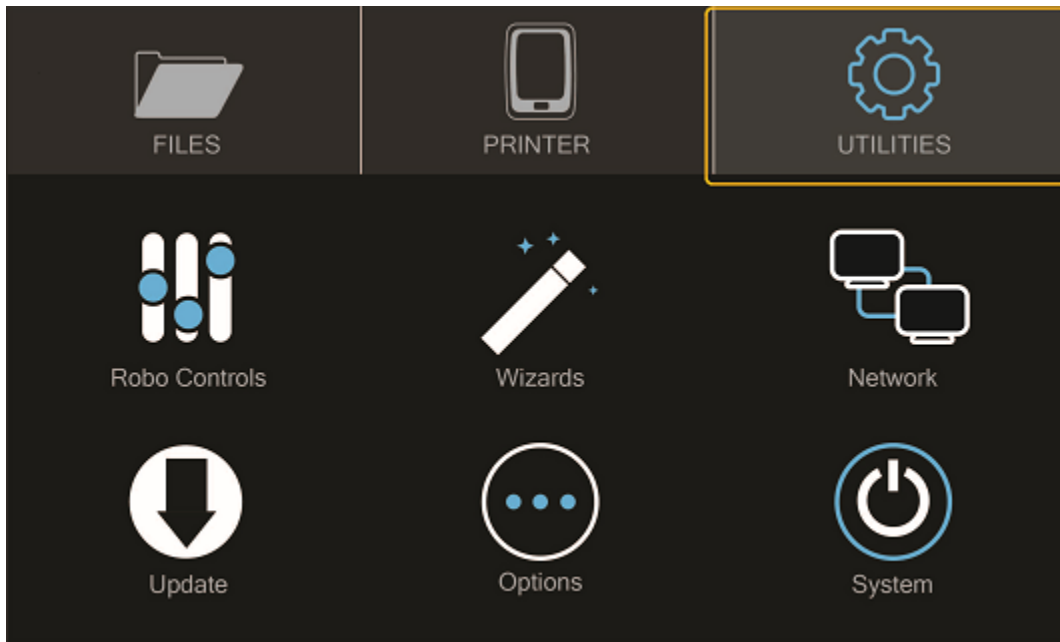 FILES
PRINTER
UTILITIES
Robo Controls
Wizards
Network
Update
Options
System